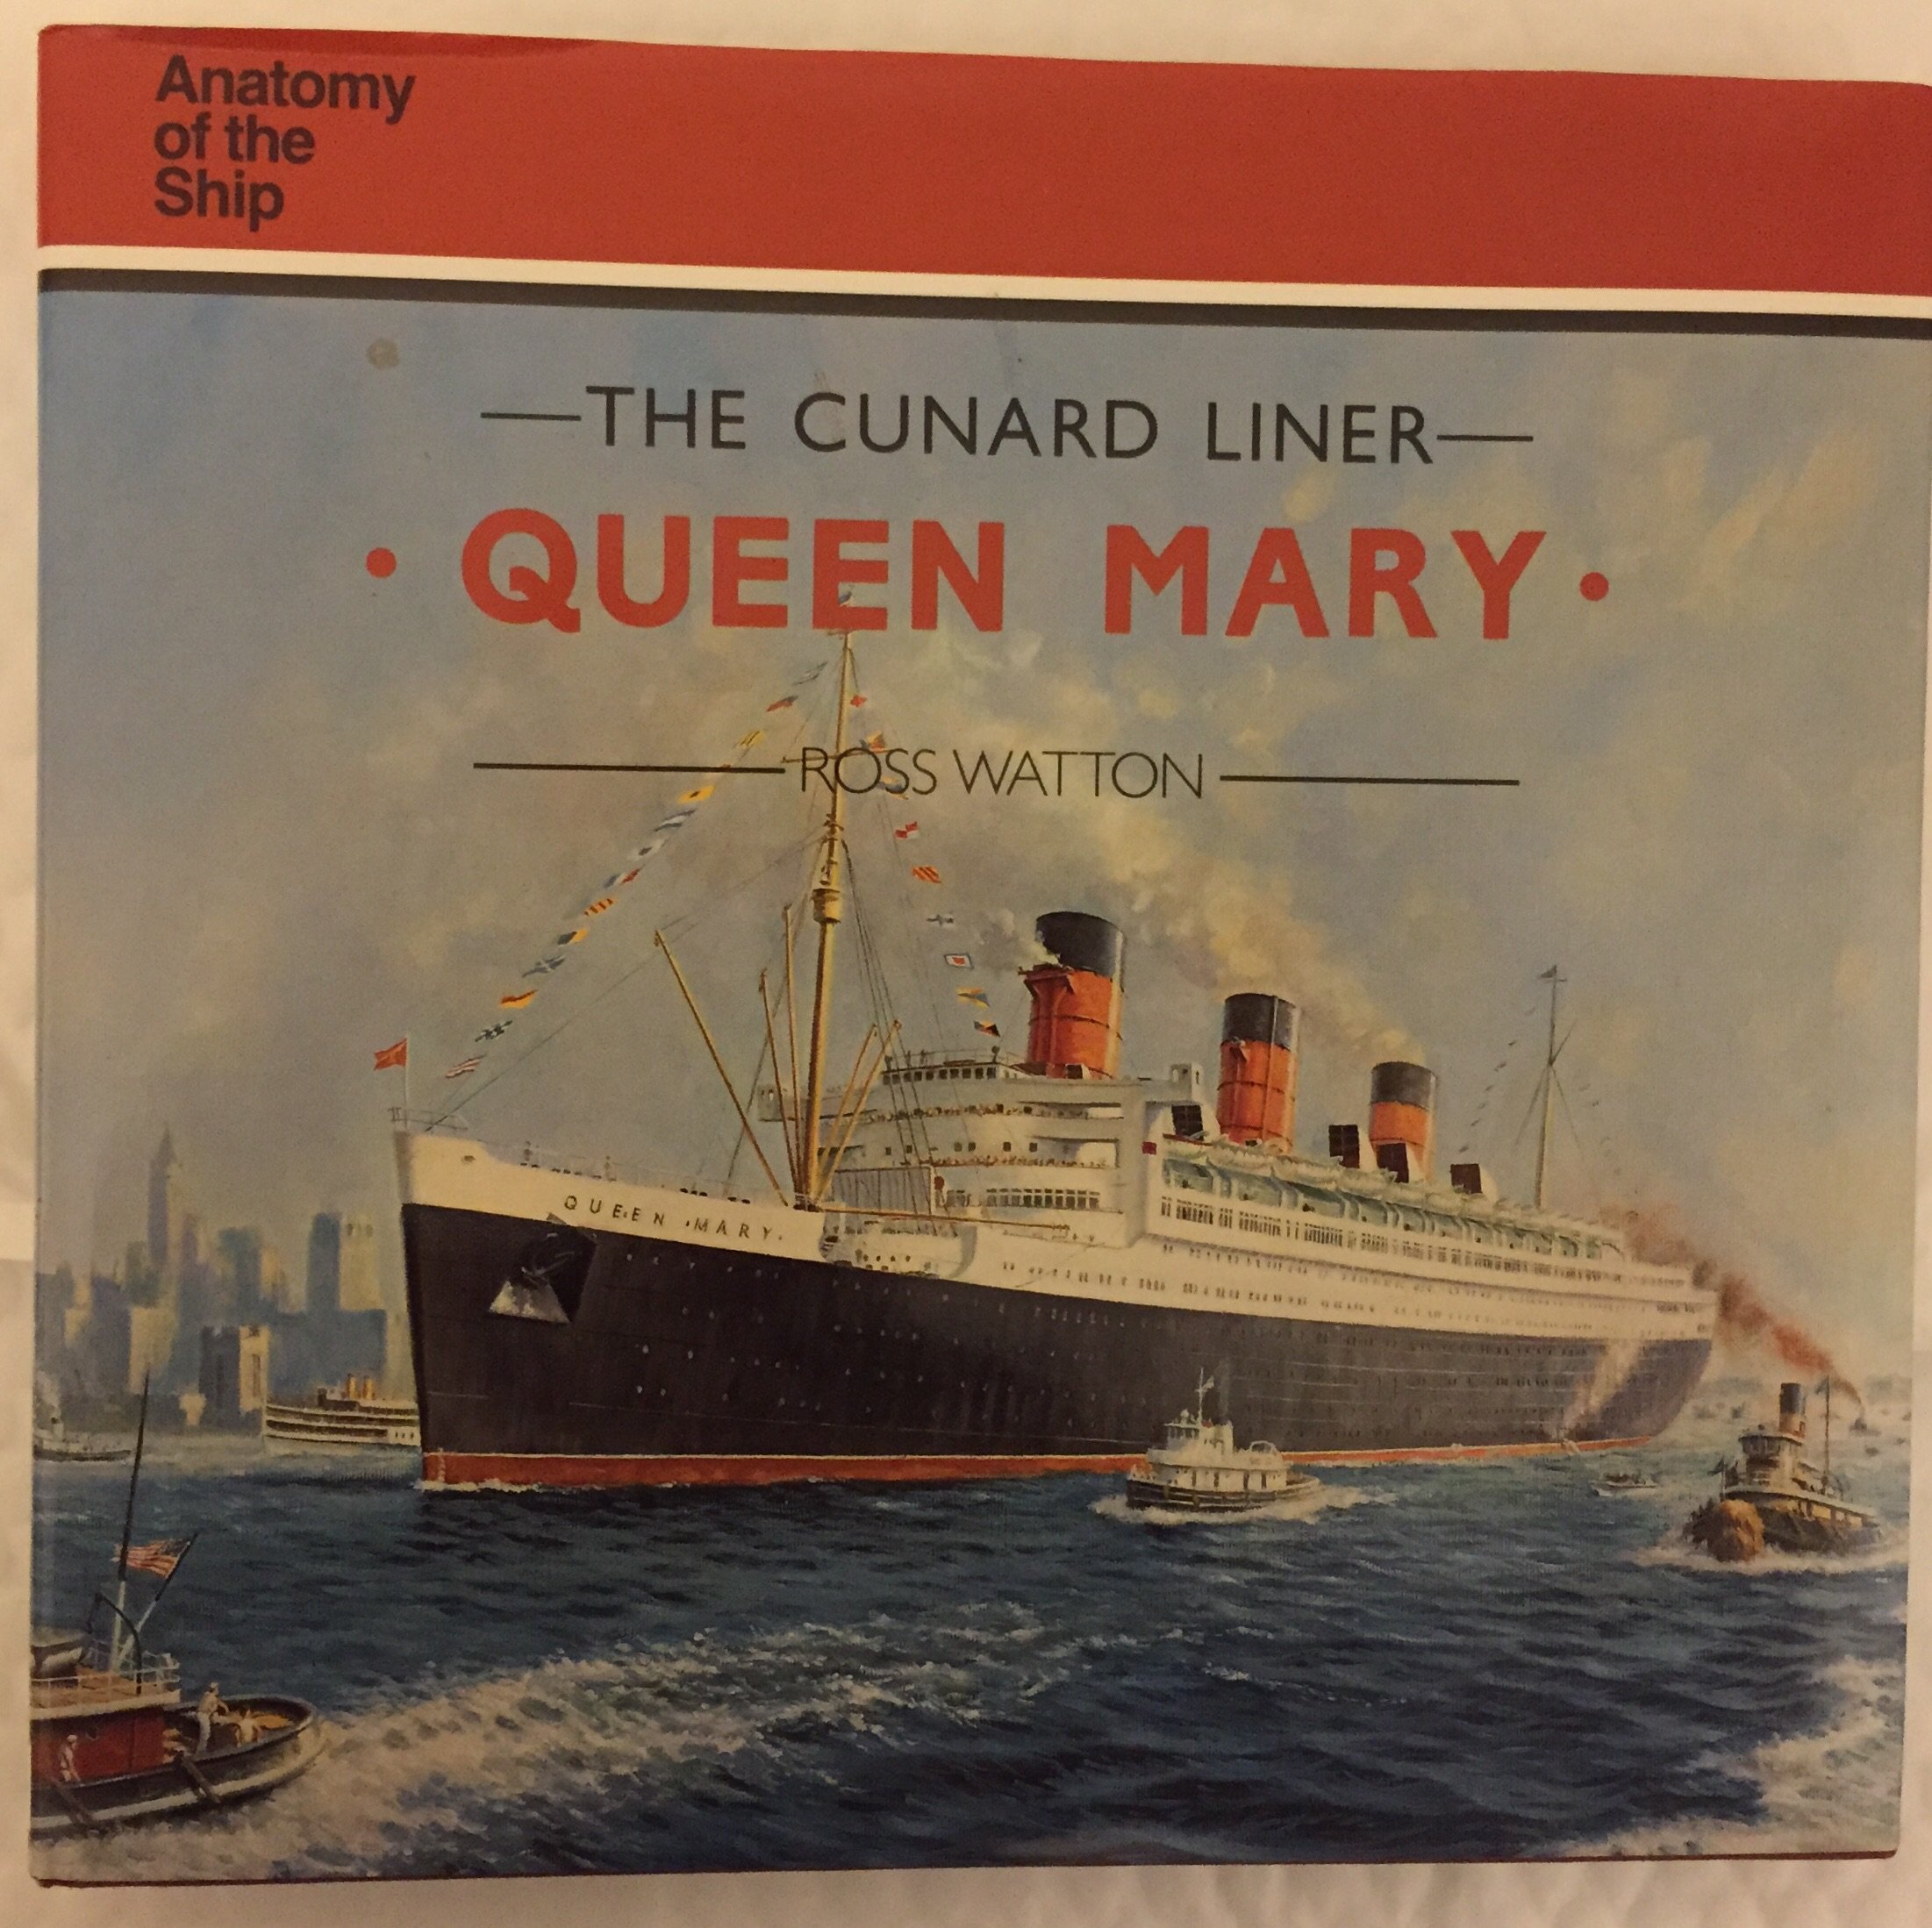 Anatomy
of the
Ship
THE CUNARD LINER
• QUEEN MARY •
ROSS WATTON
QUEEN MARY